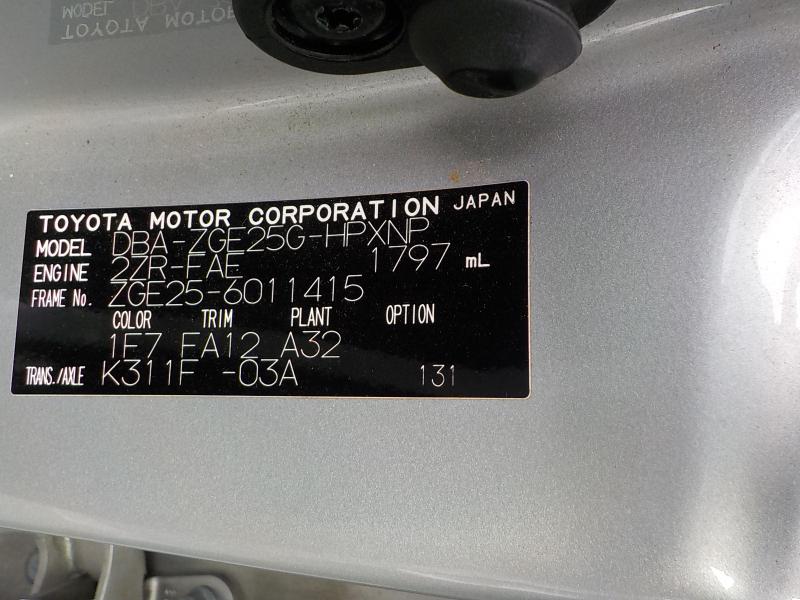 TOYOTA MOTOR CORPORATION JAPAN
MODEL DBA-ZGE25G-HPXNP
ENGINE 2ZR-FAE 1797 mL
FRAME No. ZGE25-6011415
COLOR TRIM PLANT OPTION
1F7 FA12 A32
TRANS./AXLE K311F -03A 131